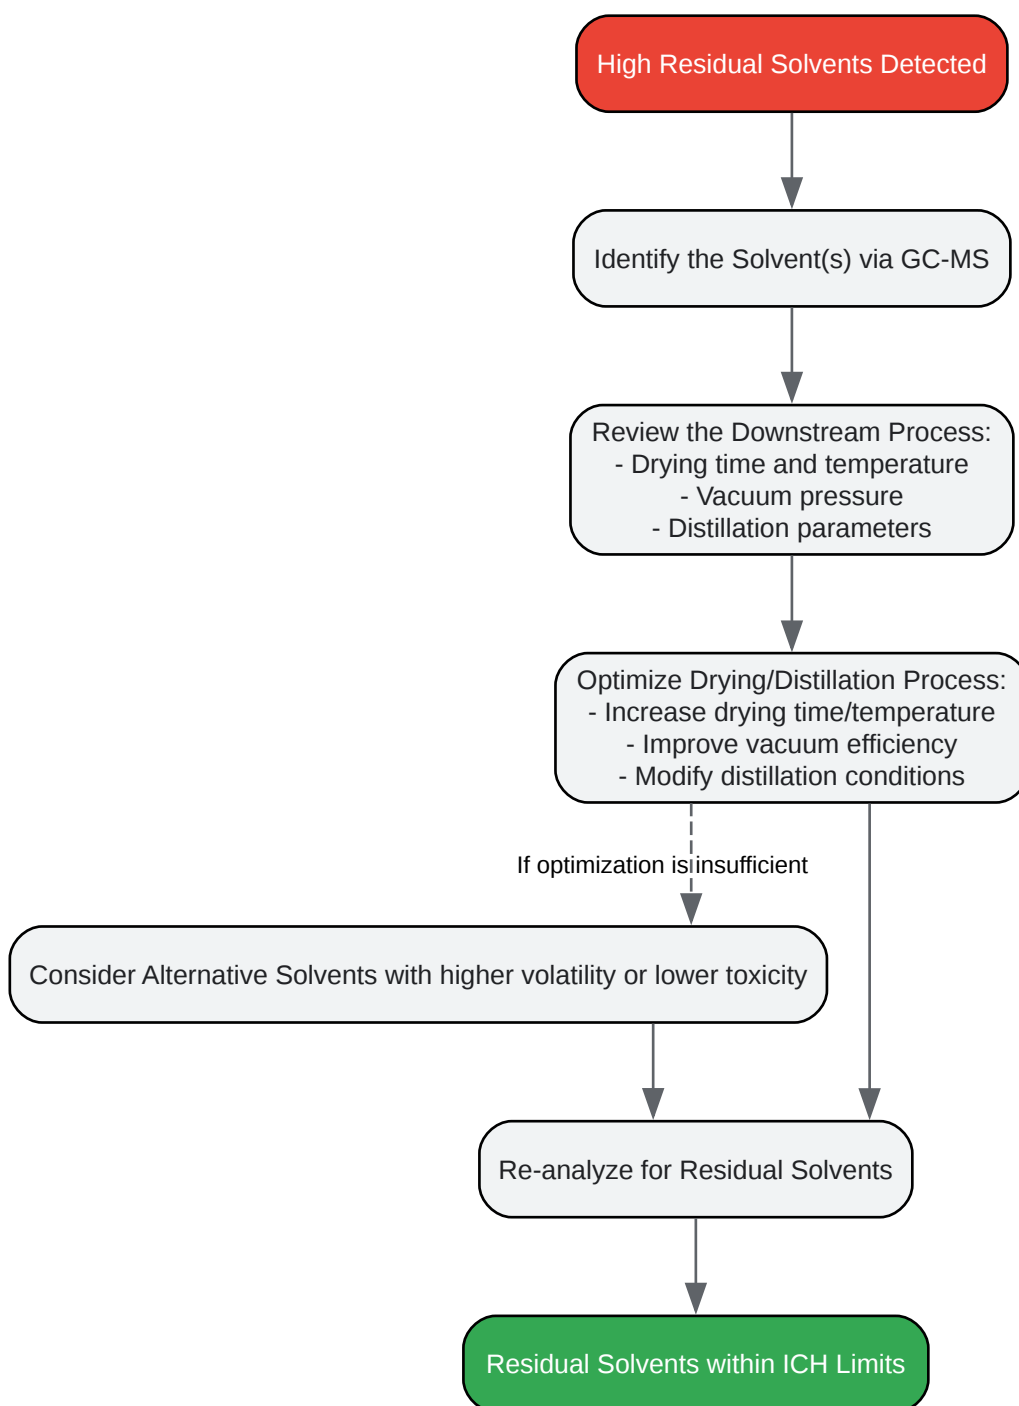 High Residual Solvents Detected
Identify the Solvent(s) via GC-MS
Review the Downstream Process:
- Drying time and temperature
- Vacuum pressure
- Distillation parameters
Optimize Drying/Distillation Process:
- Increase drying time/temperature
- Improve vacuum efficiency
- Modify distillation conditions
If optimization is insufficient
Consider Alternative Solvents with higher volatility or lower toxicity
Re-analyze for Residual Solvents
Residual Solvents within ICH Limits